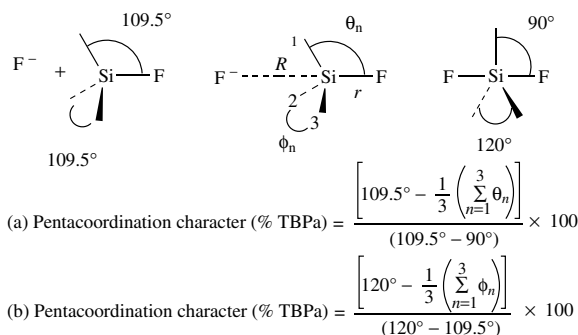 109.5°
F⁻ + Si F
109.5°
θn
1
F⁻ R Si F
r
2
3
ϕn
90°
F Si F
120°
(a) Pentacoordination character (% TBPa) = [109.5° − 1/3 (3 ∑ n=1 θn)] / (109.5° − 90°) × 100
(b) Pentacoordination character (% TBPa) = [120° − 1/3 (3 ∑ n=1 ϕn)] / (120° − 109.5°) × 100